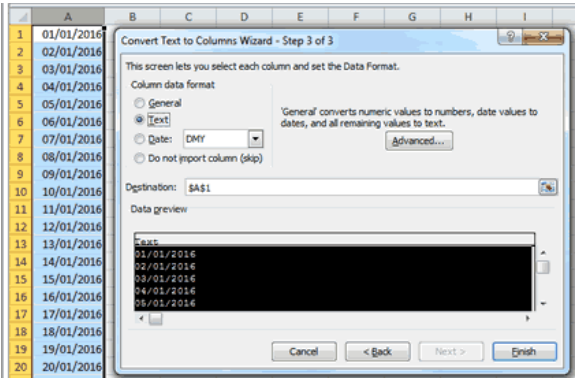 A B C D E F G H I
1 01/01/2016
2 02/01/2016
3 03/01/2016
4 04/01/2016
5 05/01/2016
6 06/01/2016
7 07/01/2016
8 08/01/2016
9 09/01/2016
10 10/01/2016
11 11/01/2016
12 12/01/2016
13 13/01/2016
14 14/01/2016
15 15/01/2016
16 16/01/2016
17 17/01/2016
18 18/01/2016
19 19/01/2016
20 20/01/2016
Convert Text to Columns Wizard - Step 3 of 3
This screen lets you select each column and set the Data Format.
Column data format
General
Text
Date: DMY
Do not import column (skip)
'General' converts numeric values to numbers, date values to
dates, and all remaining values to text.
Advanced...
Destination: $A$1
Data preview
Text
01/01/2016
02/01/2016
03/01/2016
04/01/2016
05/01/2016
Cancel < Back Next > Finish